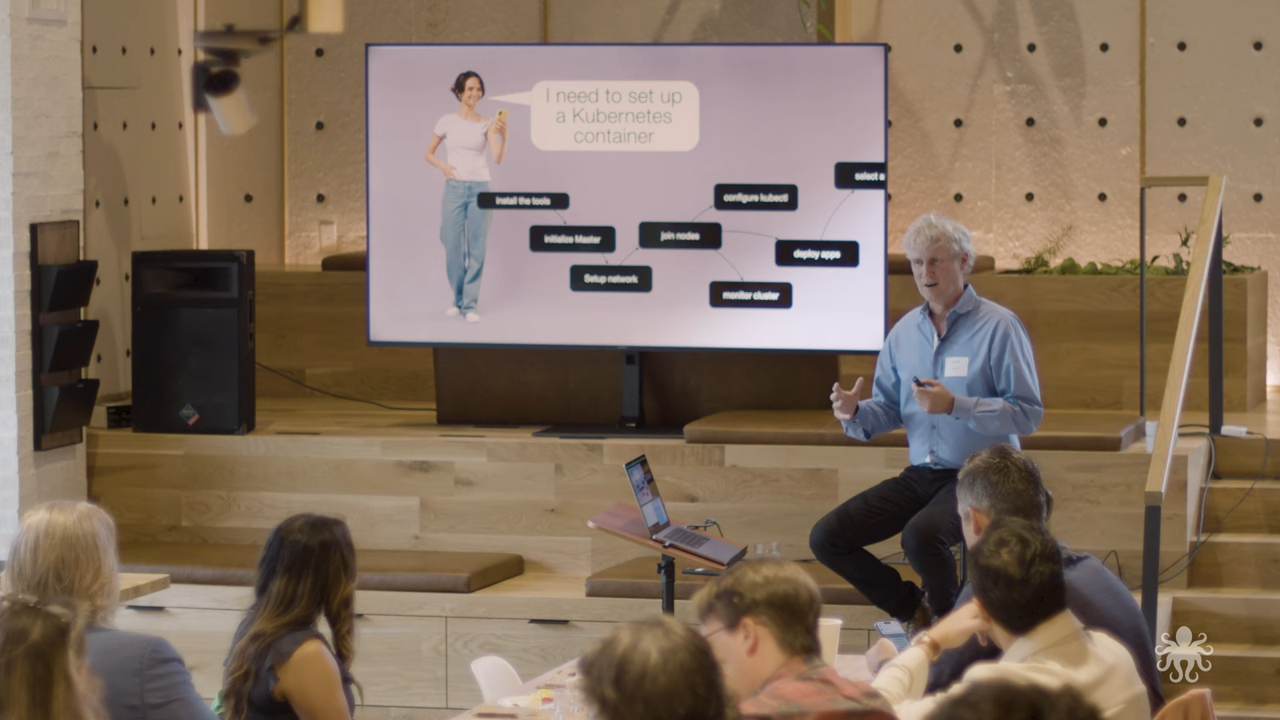 I need to set up
a Kubernetes
container
select a
Install the tools
configure kubectl
Initialize Master
join nodes
deploy apps
Setup network
monitor cluster